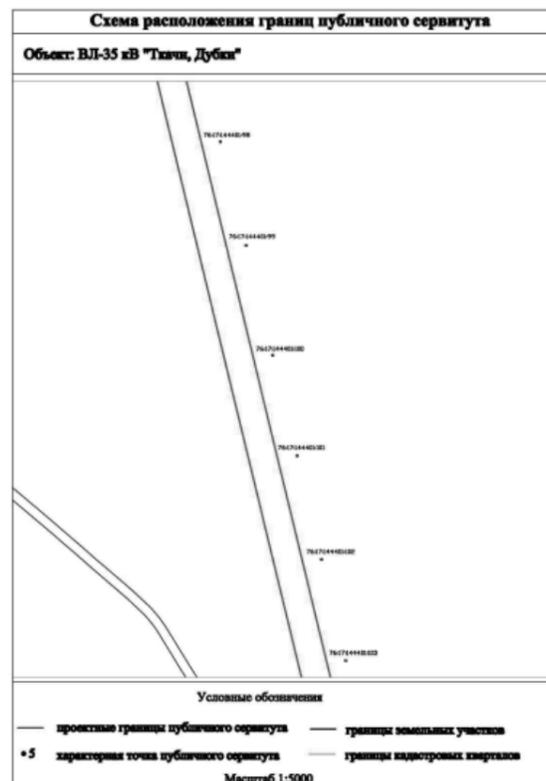 Схема расположения границ публичного сервитута
Объект: ВЛ-35 кВ "Ткачи, Дубки"
Условные обозначения
проектные границы публичного сервитута
границы земельных участков
• 5 характерная точка публичного сервитута
границы кадастровых кварталов
Масштаб 1:5000